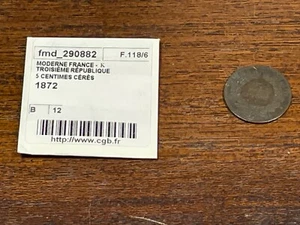 fmd_290882 F.118/6
MODERNE FRANCE - K
TROISIÈME RÉPUBLIQUE
5 CENTIMES CÉRÈS
1872
B 12
http://www.cgb.fr